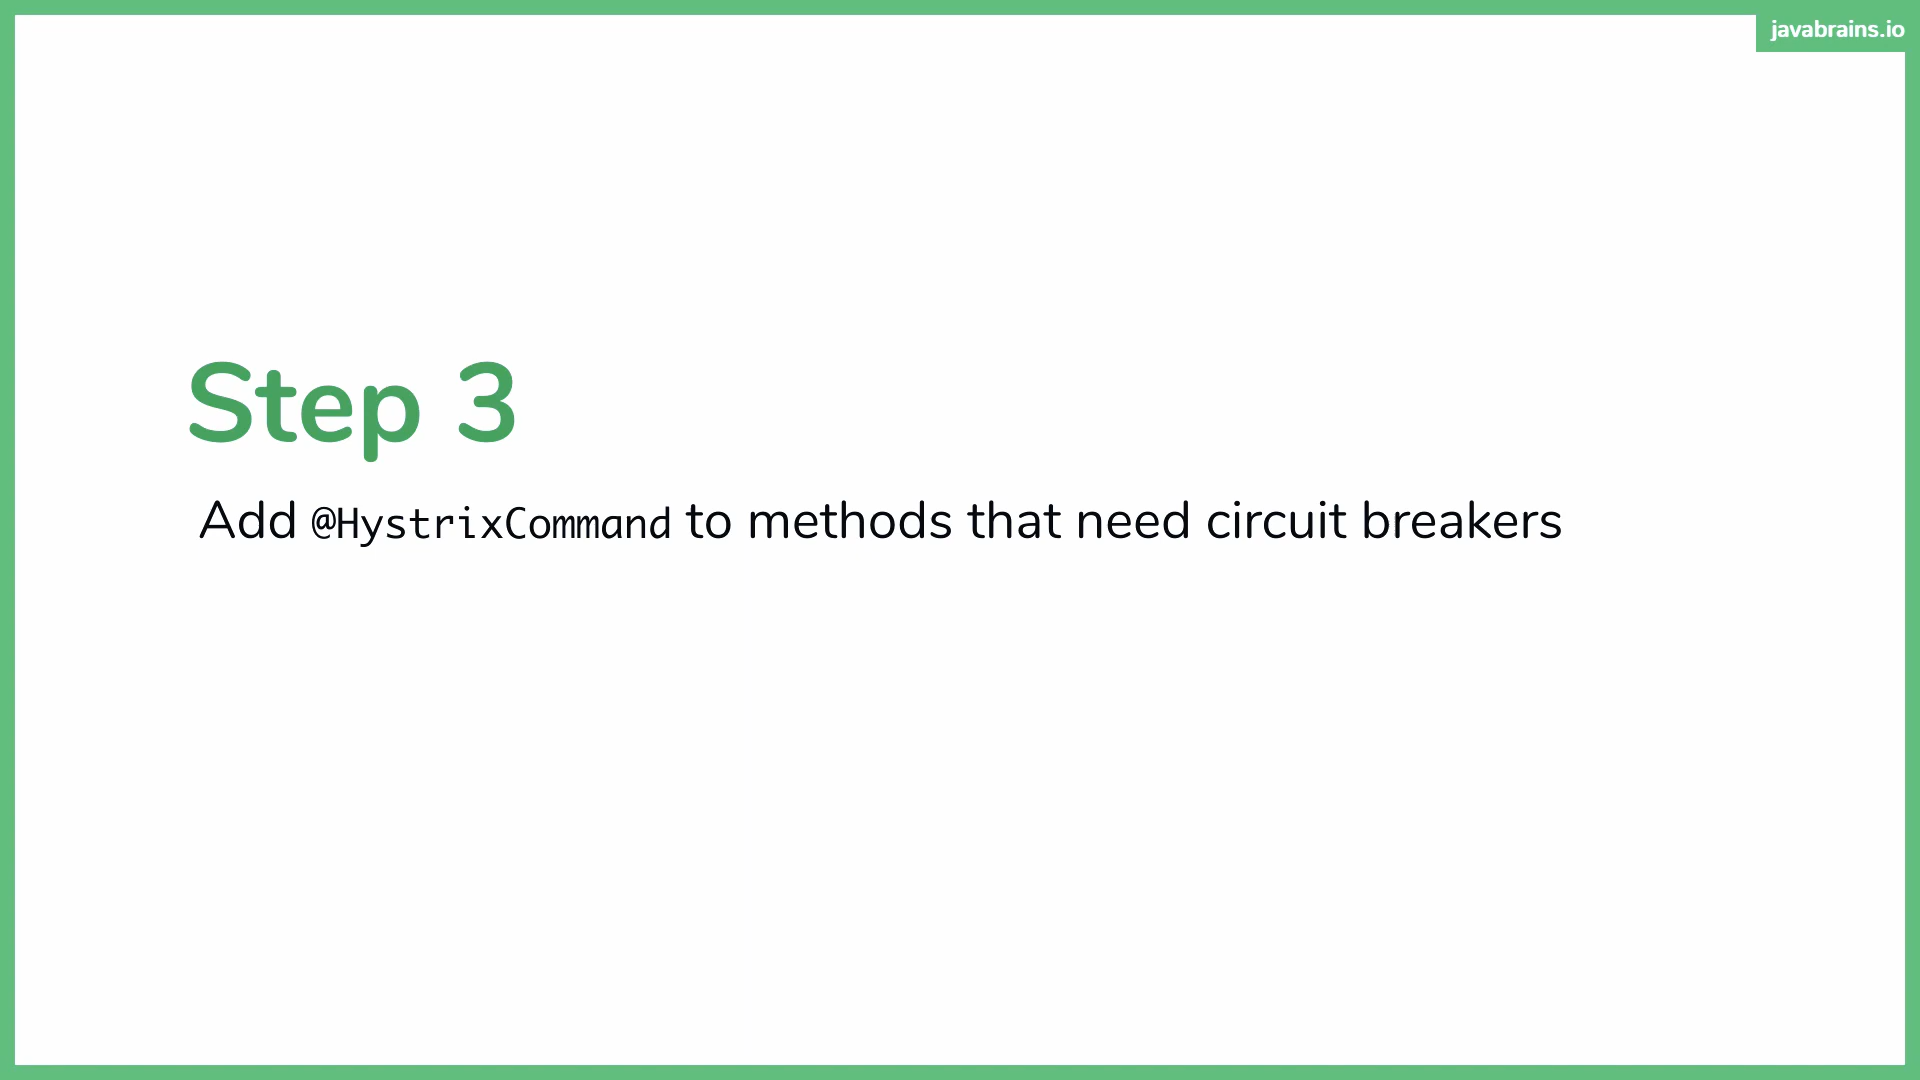 javabrains.io
Step 3
Add @HystrixCommand to methods that need circuit breakers